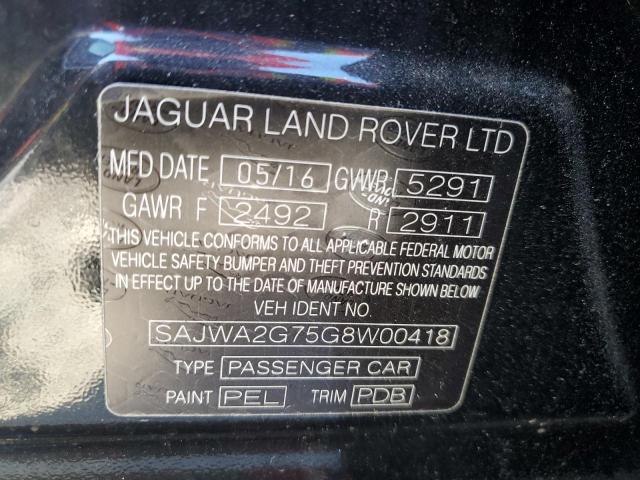 JAGUAR LAND ROVER LTD
MFD DATE 05/16 GVWR 5291
GAWR F 2492 R 2911
THIS VEHICLE CONFORMS TO ALL APPLICABLE FEDERAL MOTOR
VEHICLE SAFETY BUMPER AND THEFT PREVENTION STANDARDS
IN EFFECT UP TO THE DATE OF MANUFACTURE SHOWN BELOW
VEH IDENT NO.
SAJWA2G75G8W00418
TYPE PASSENGER CAR
PAINT PEL TRIM PDB